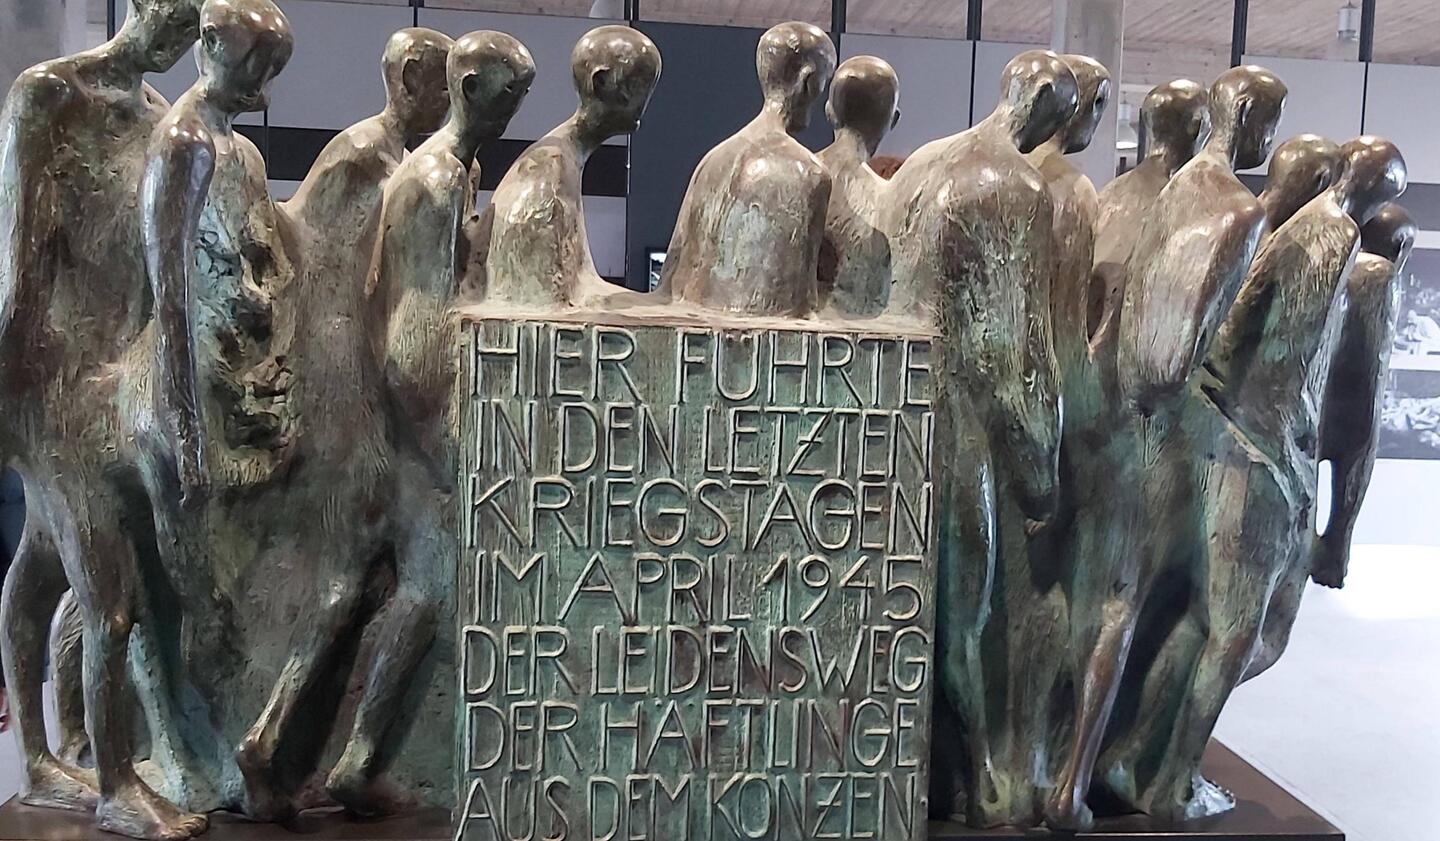 HIER FÜHRTE
IN DEN LETZTEN
KRIEGSTAGEN
IM APRIL 1945
DER LEIDENSWEG
DER HÄFTLINGE
AUS DEM KONZEN-